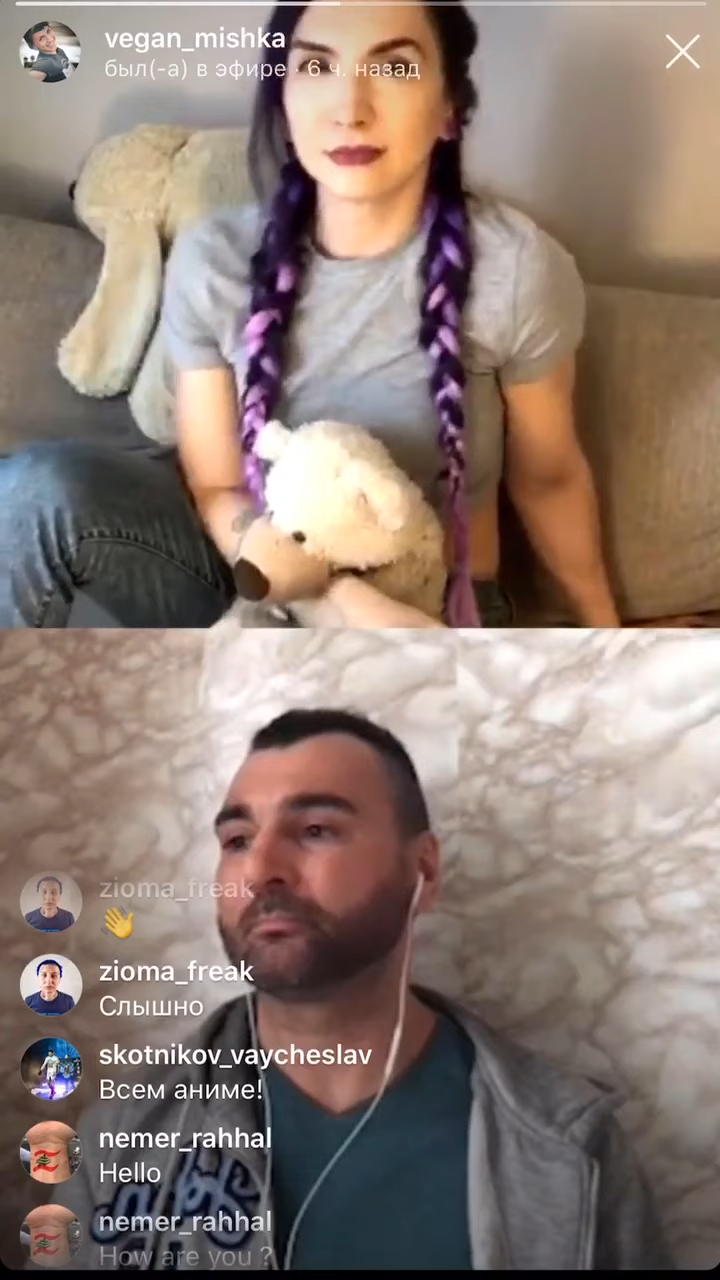 vegan_mishka
был(-а) в эфире · 6 ч. назад
zioma_freak
👋
zioma_freak
Слышно
skotnikov_vaycheslav
Всем аниме!
nemer_rahhal
Hello
nemer_rahhal
How are you ?